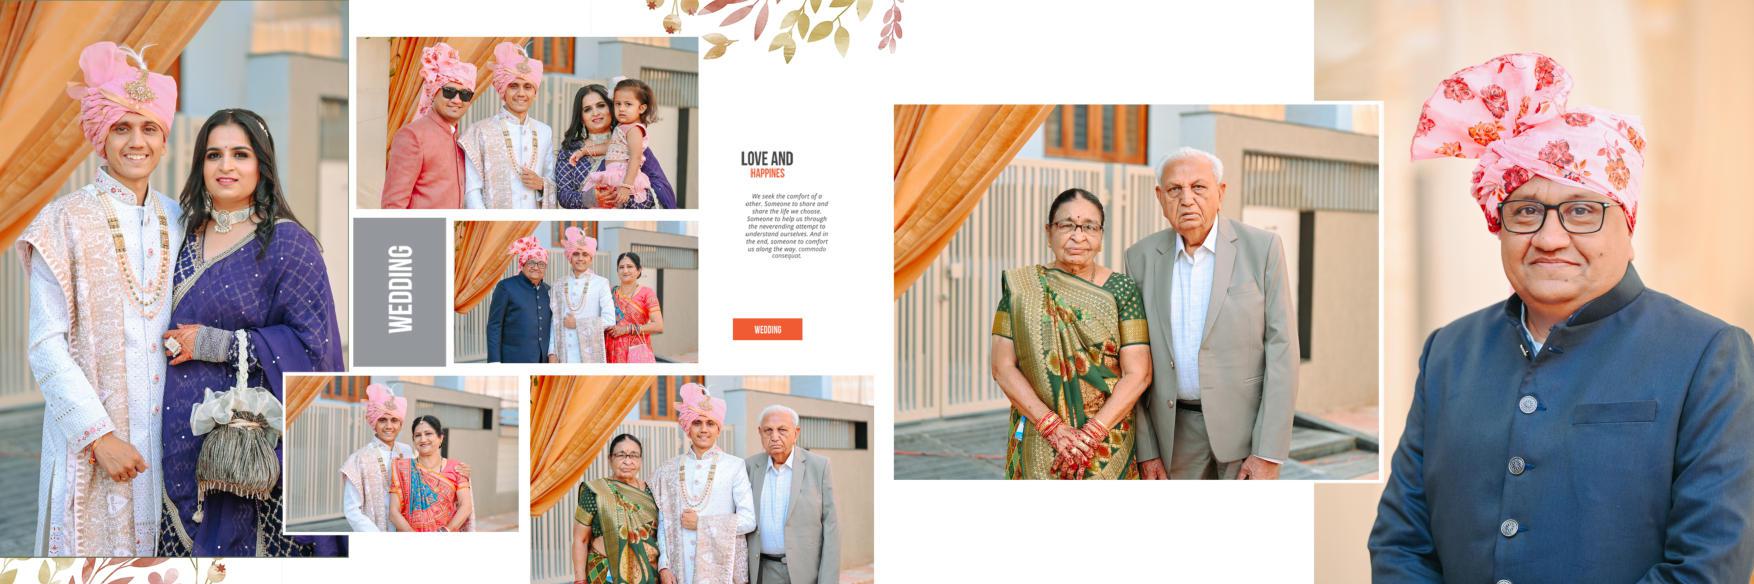 LOVE AND
HAPPINES
We seek the comfort of a
other. Someone to share and
share the life we choose.
Someone to help us through
the neverending attempt to
understand ourselves. And in
the end, someone to comfort
us along the way. commodo
consequat.
WEDDING
WEDDING